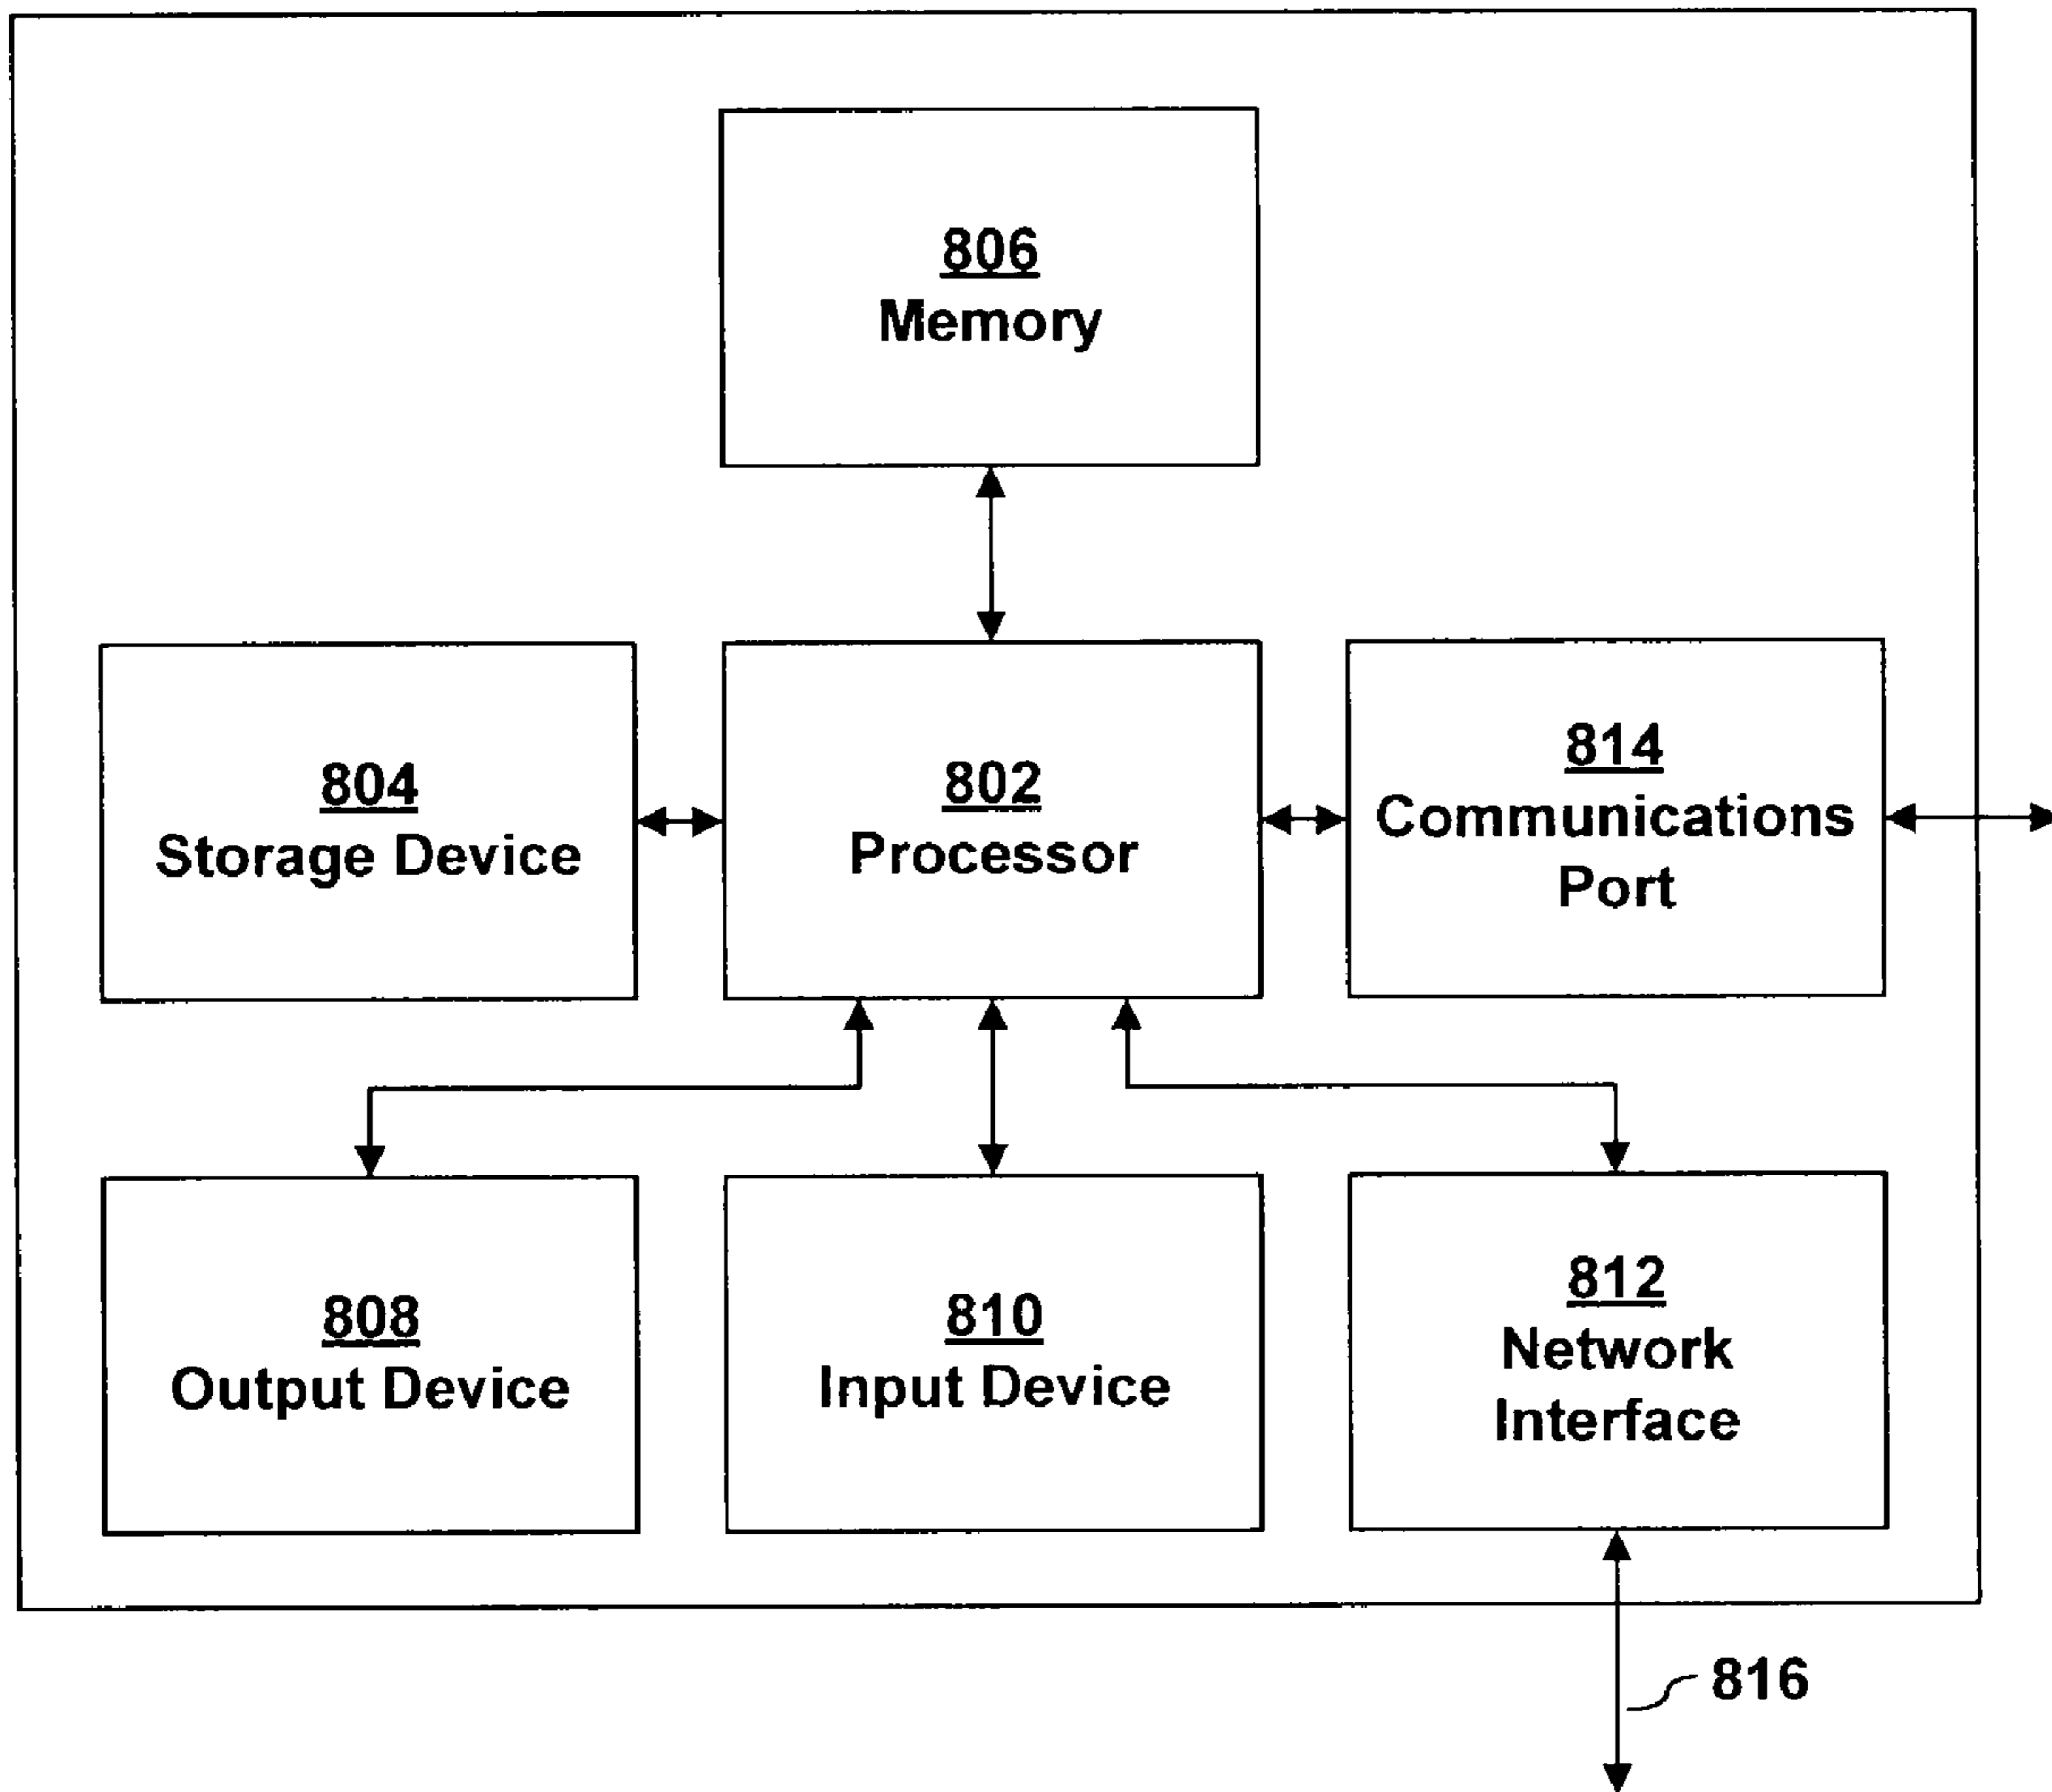 806
Memory
804
Storage Device
802
Processor
814
Communications
Port
808
Output Device
810
Input Device
812
Network
Interface
816